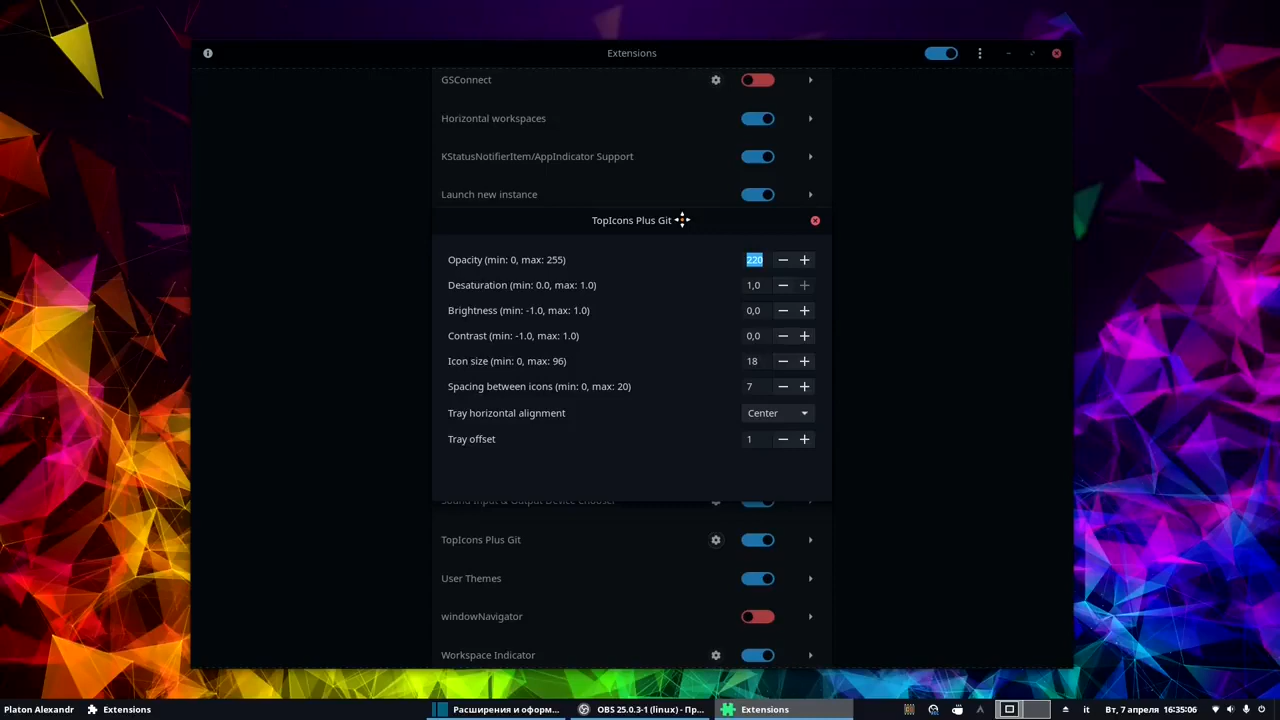 Extensions
GSConnect
Horizontal workspaces
KStatusNotifierItem/AppIndicator Support
Launch new instance
TopIcons Plus Git
Opacity (min: 0, max: 255) 220
Desaturation (min: 0.0, max: 1.0) 1,0
Brightness (min: -1.0, max: 1.0) 0,0
Contrast (min: -1.0, max: 1.0) 0,0
Icon size (min: 0, max: 96) 18
Spacing between icons (min: 0, max: 20) 7
Tray horizontal alignment Center
Tray offset 1
Sound Input & Output Device Chooser
TopIcons Plus Git
User Themes
windowNavigator
Workspace Indicator
Platon Alexandr Extensions Расширения и оформ... OBS 25.0.3-1 (linux) - Пр... Extensions it Вт, 7 апреля 16:35:06